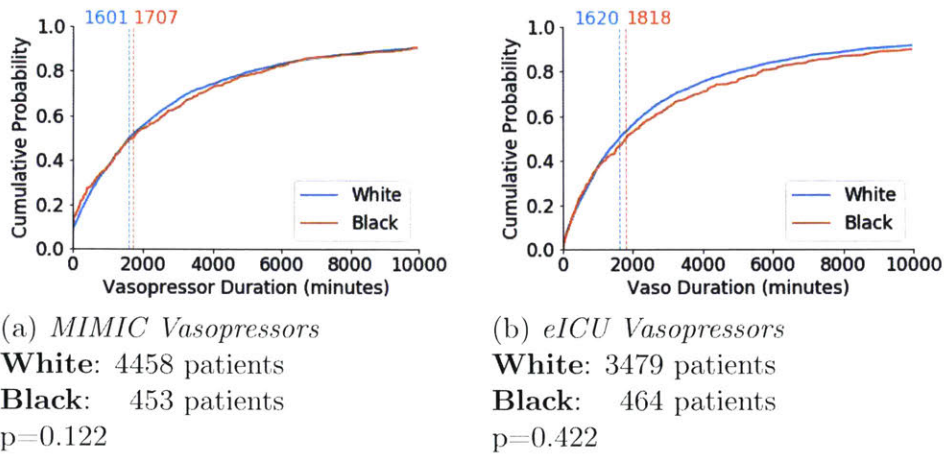 1601 1707
1.0
0.8
0.6
0.4
0.2
0.0
Cumulative Probability
White
Black
0 2000 4000 6000 8000 10000
Vasopressor Duration (minutes)
(a) MIMIC Vasopressors
White: 4458 patients
Black: 453 patients
p=0.122
1620 1818
1.0
0.8
0.6
0.4
0.2
0.0
Cumulative Probability
White
Black
0 2000 4000 6000 8000 10000
Vaso Duration (minutes)
(b) eICU Vasopressors
White: 3479 patients
Black: 464 patients
p=0.422